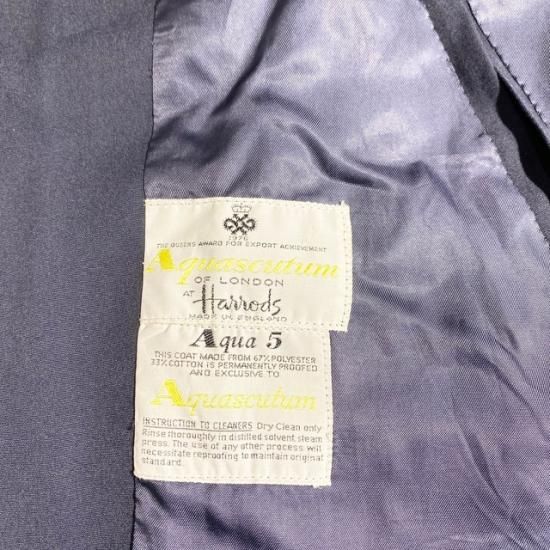 1976
THE QUEENS AWARD FOR EXPORT ACHIEVEMENT
Aquascutum
OF LONDON
AT Harrods
MADE IN ENGLAND
Aqua 5
THIS COAT MADE FROM 67% POLYESTER
33% COTTON IS PERMANENTLY PROOFED
AND EXCLUSIVE TO
Aquascutum
INSTRUCTION TO CLEANERS Dry Clean only
Rinse thoroughly in distilled solvent, steam
press. The use of any other process will
necessitate reproofing to maintain original
standard.